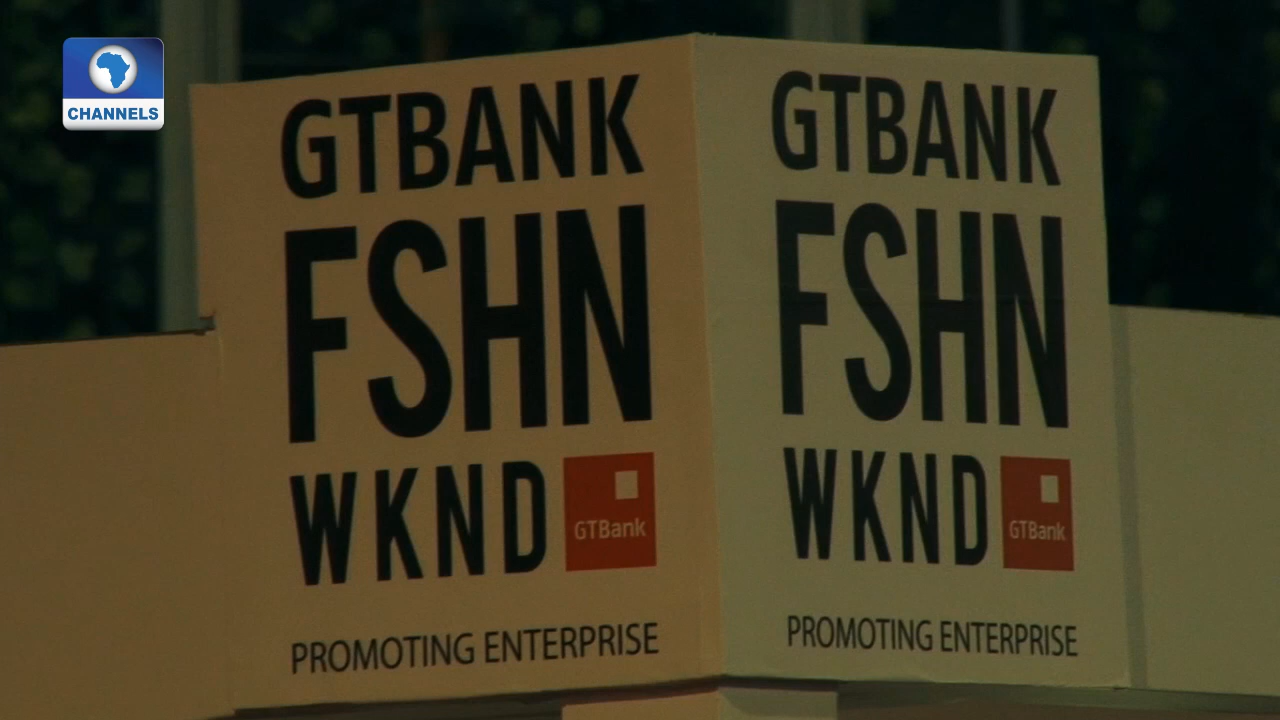 CHANNELS
GTBANK
FSHN
WKND
GTBank
PROMOTING ENTERPRISE
GTBANK
FSHN
WKND
GTBank
PROMOTING ENTERPRISE